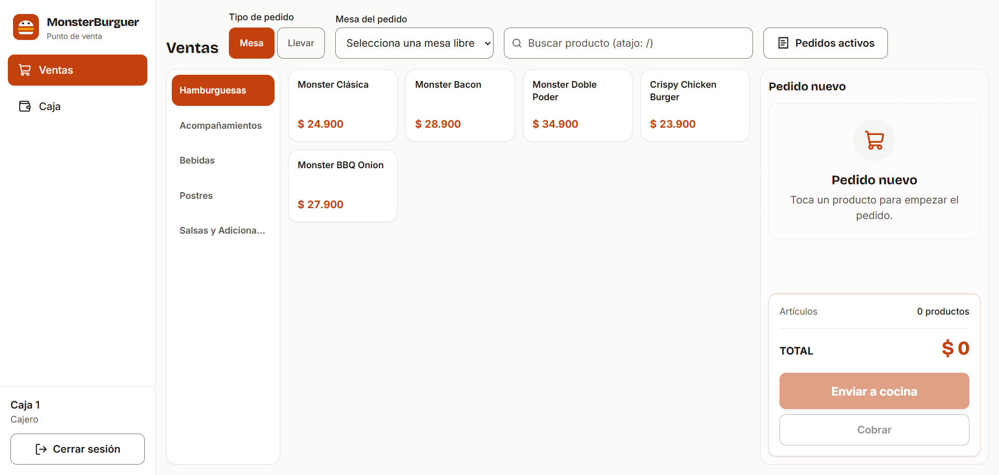 MonsterBurguer
Punto de venta
Ventas
Caja
Caja 1
Cajero
Cerrar sesión
Ventas
Tipo de pedido
Mesa
Llevar
Mesa del pedido
Selecciona una mesa libre
Buscar producto (atajo: /)
Pedidos activos
Hamburguesas
Acompañamientos
Bebidas
Postres
Salsas y Adiciona...
Monster Clásica
$ 24.900
Monster Bacon
$ 28.900
Monster Doble
Poder
$ 34.900
Crispy Chicken
Burger
$ 23.900
Monster BBQ Onion
$ 27.900
Pedido nuevo
Pedido nuevo
Toca un producto para empezar el
pedido.
Artículos
0 productos
TOTAL
$ 0
Enviar a cocina
Cobrar